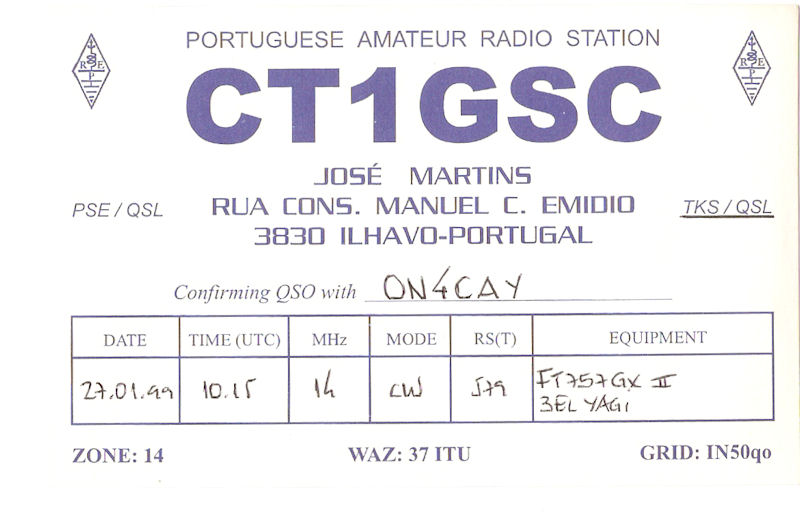 PORTUGUESE AMATEUR RADIO STATION
R E P
R E P
CT1GSC
JOSÉ MARTINS
PSE / QSL
RUA CONS. MANUEL C. EMIDIO
TKS / QSL
3830 ILHAVO-PORTUGAL
Confirming QSO with ON4CAY
DATE TIME (UTC) MHz MODE RS(T) EQUIPMENT
27.01.99 10.15 14 CW 579 FT757GX II
3EL YAGI
ZONE: 14 WAZ: 37 ITU GRID: IN50qo